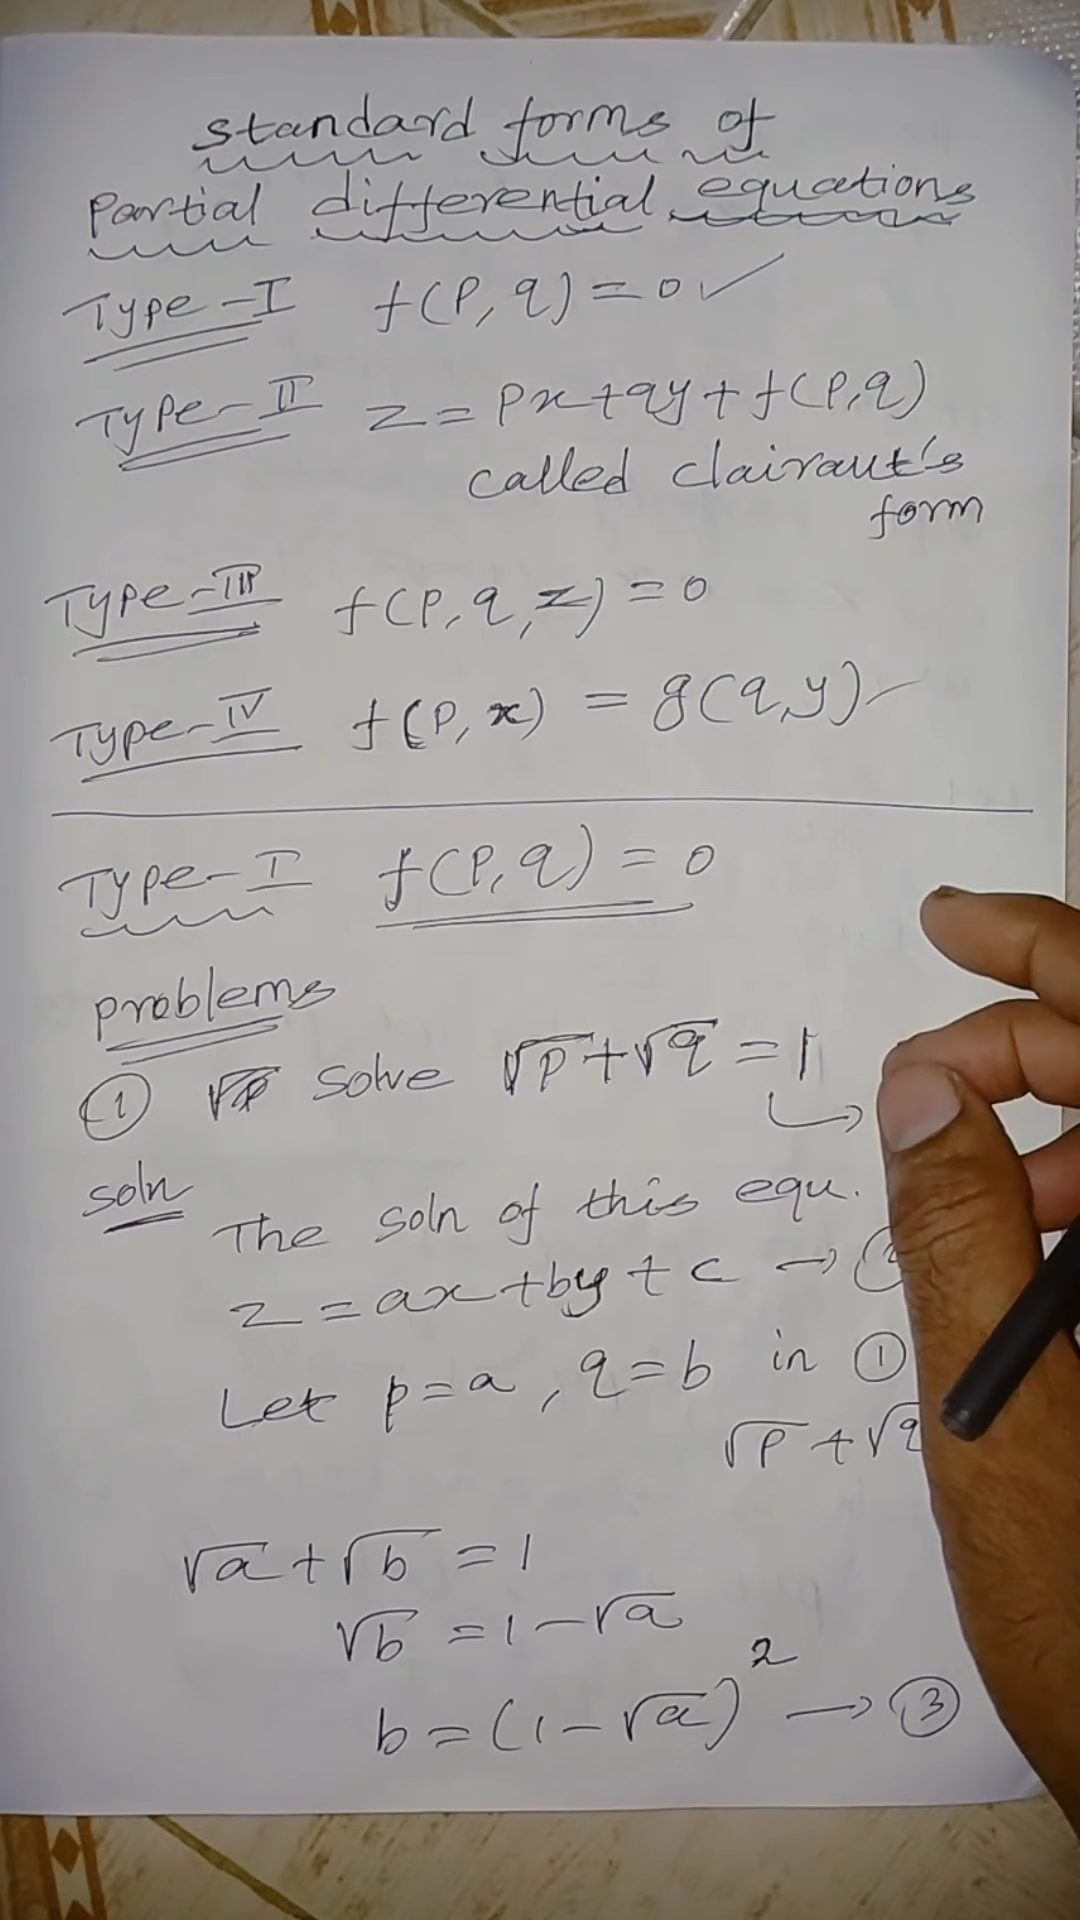 standard forms of
Partial differential equations
Type-I f(P, q) = 0 ✓
Type-II z = Px+qy+f(P,q)
called clairaut's
form
Type-III f(P, q, z) = 0
Type-IV f(P, x) = g(q,y)
Type-I f(P, q) = 0
Problems
① Solve √P+√q = 1
soln The soln of this equ.
z = ax+by+c →
Let p=a, q=b in ①
√P+√q
√a+√b = 1
√b = 1-√a
b = (1-√a)² → ③